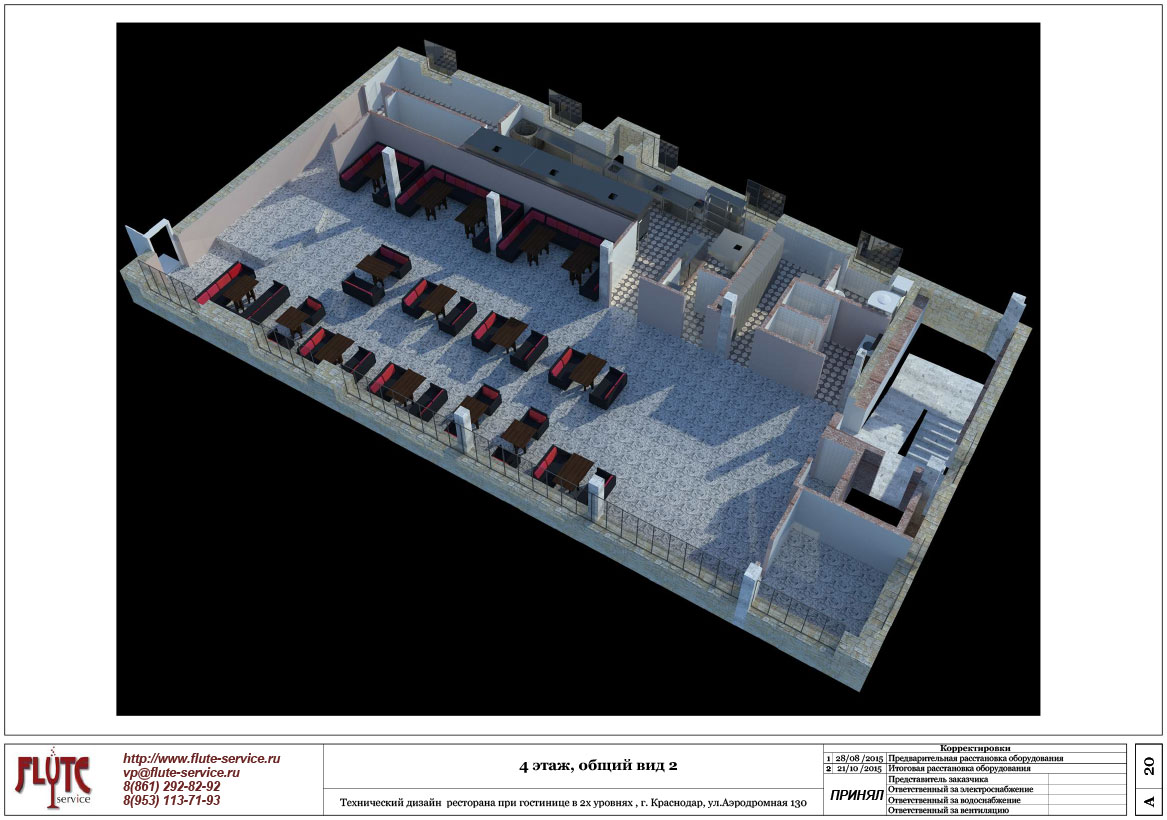 FLUTE
service
http://www.flute-service.ru
vp@flute-service.ru
8(861) 292-82-92
8(953) 113-71-93
4 этаж, общий вид 2
Технический дизайн ресторана при гостинице в 2х уровнях , г. Краснодар, ул.Аэродромная 130
Корректировки
1 28/08 /2015 Предварительная расстановка оборудования
2 21/10 /2015 Итоговая расстановка оборудования
ПРИНЯЛ
Представитель заказчика
Ответственный за электроснабжение
Ответственный за водоснабжение
Ответственный за вентиляцию
20
A